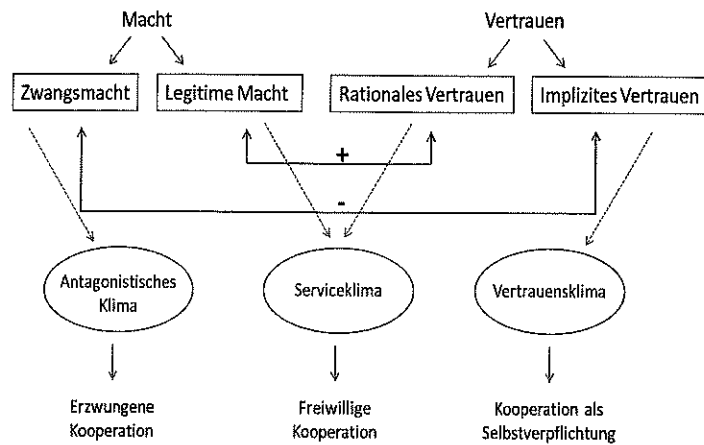 Macht
Vertrauen
Zwangsmacht
Legitime Macht
Rationales Vertrauen
Implizites Vertrauen
+
-
Antagonistisches
Klima
Serviceklima
Vertrauensklima
Erzwungene
Kooperation
Freiwillige
Kooperation
Kooperation als
Selbstverpflichtung